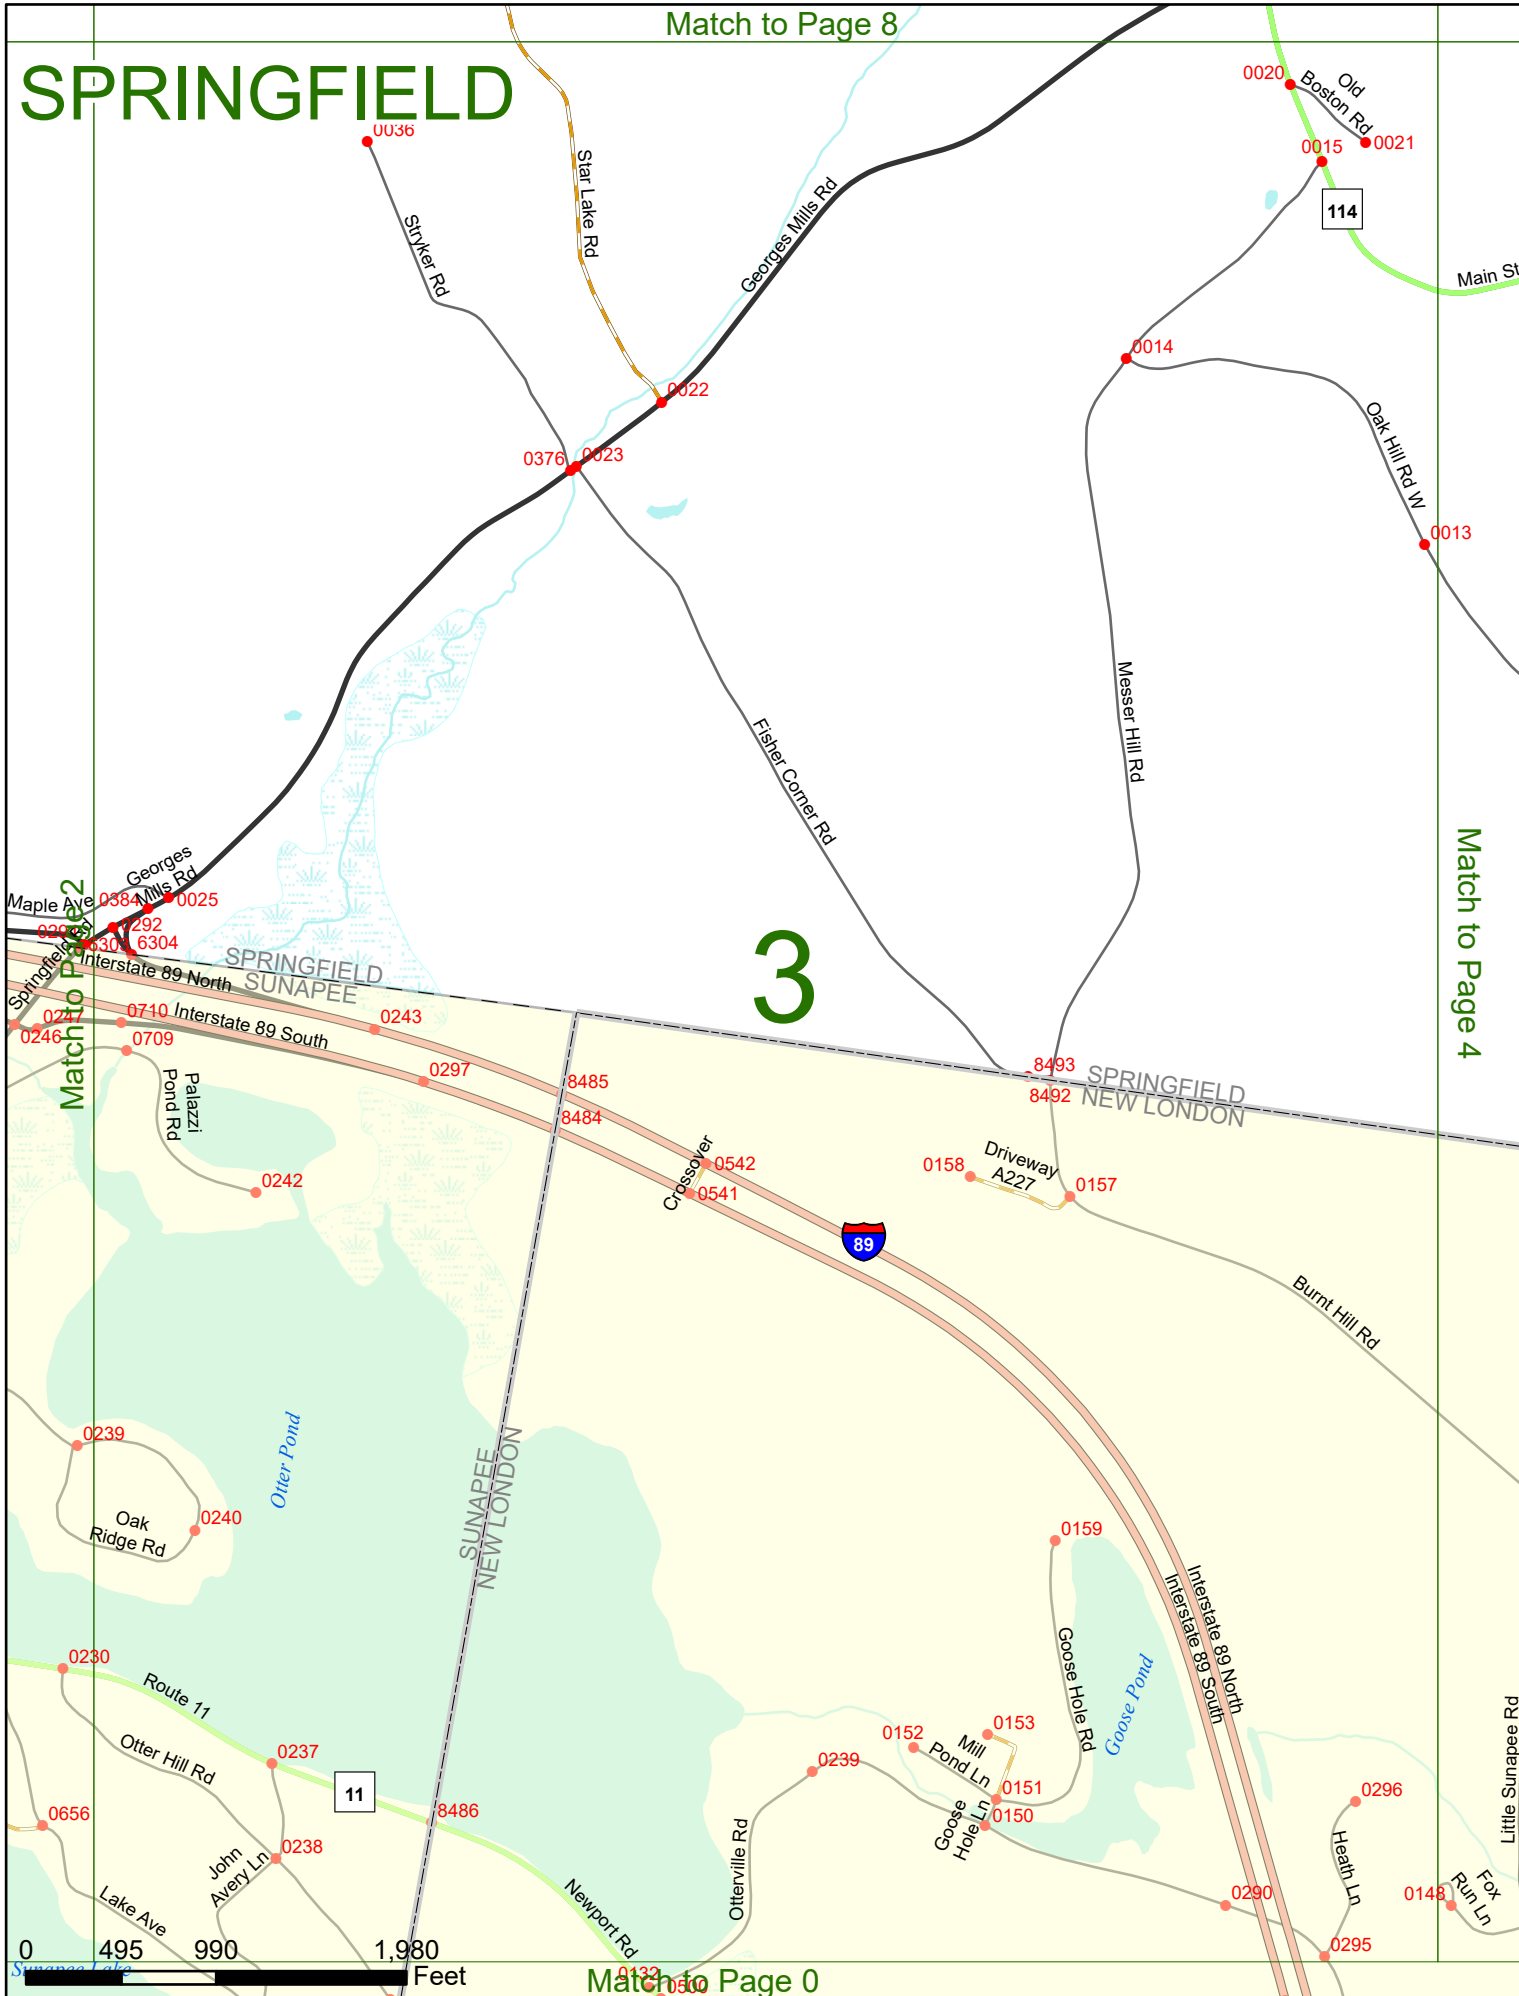 Match to Page 8
SPRINGFIELD
0036
0020
Old
Boston Rd
0015
0021
114
Main St
Star Lake Rd
Stryker Rd
Georges Mills Rd
0014
0022
Oak Hill Rd W
0376
0023
0013
Messer Hill Rd
Fisher Corner Rd
Match to Page 4
Georges
Mills Rd
Maple Ave
0384
0025
0292
6304
Springfield Rd
Match to Page 2
Interstate 89 North
SPRINGFIELD
SUNAPEE
3
0247
0246
0710
Interstate 89 South
0243
0709
0297
Palazzi
Pond Rd
8485
8484
8493
8492
SPRINGFIELD
NEW LONDON
0242
Crossover
0542
0541
0158
Driveway
A227
0157
89
Burnt Hill Rd
0239
Otter Pond
SUNAPEE
NEW LONDON
0240
Oak
Ridge Rd
0159
Interstate 89 North
Interstate 89 South
0230
Route 11
Goose Hole Rd
Goose Pond
Otter Hill Rd
0237
0152
0153
Mill
Pond Ln
0239
0151
0150
Goose
Hole Ln
0296
Little Sunapee Rd
11
8486
0656
0238
John
Avery Ln
Otterville Rd
Heath Ln
Fox
Run Ln
0148
Lake Ave
Newport Rd
0290
0295
0 495 990 1,980
Feet
Sunapee Lake
0132
0500
Match to Page 0